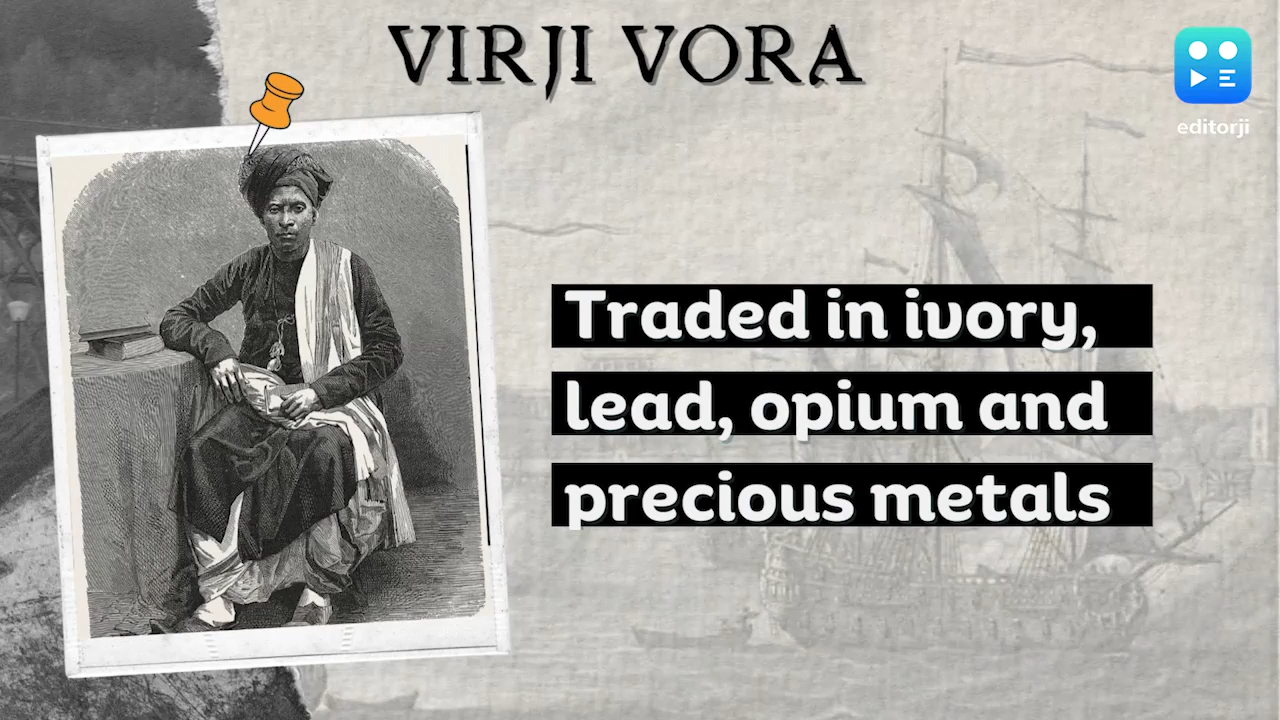 VIRJI VORA
editorji
Traded in ivory,
lead, opium and
precious metals